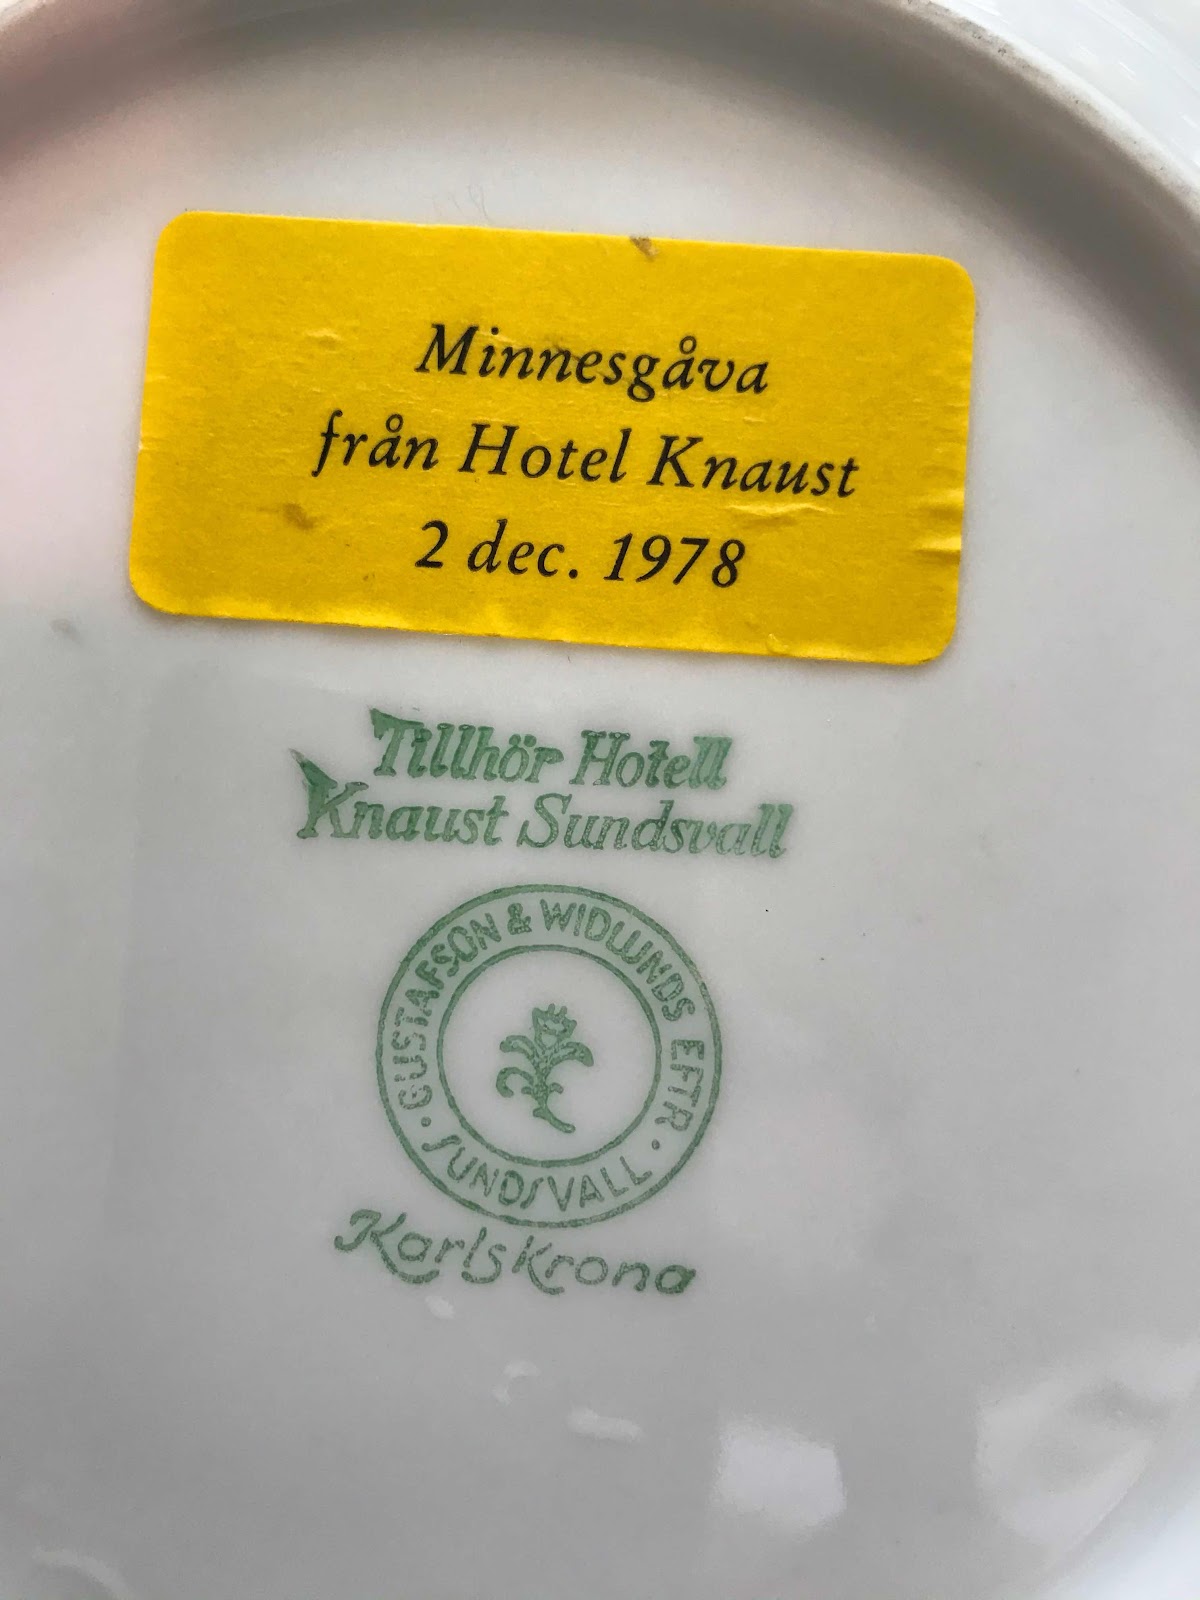 Minnesgåva
från Hotel Knaust
2 dec. 1978
Tillhör Hotell
Knaust Sundsvall
· GUSTAFSON & WIDLUNDS EFTR ·
SUNDSVALL
Karlskrona